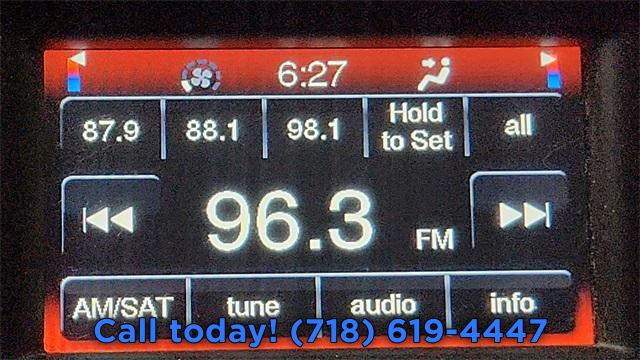 6:27
87.9 88.1 98.1 Hold to Set all
96.3 FM
AM/SAT tune audio info
Call today! (718) 619-4447